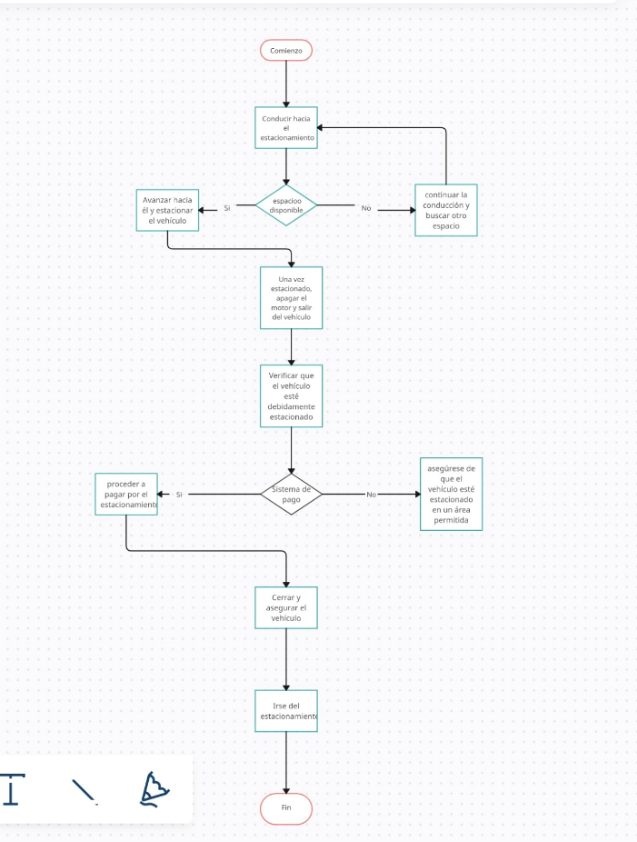 Comienzo
Conducir hacia
el
estacionamiento
espacioo
disponible
Si
No
Avanzar hacia
él y estacionar
el vehículo
continuar la
conducción y
buscar otro
espacio
Una vez
estacionado,
apagar el
motor y salir
del vehículo
Verificar que
el vehículo
esté
debidamente
estacionado
Sistema de
pago
Si
No
proceder a
pagar por el
estacionamiento
asegúrese de
que el
vehículo esté
estacionado
en un área
permitida
Cerrar y
asegurar el
vehículo
Irse del
estacionamiento
Fin